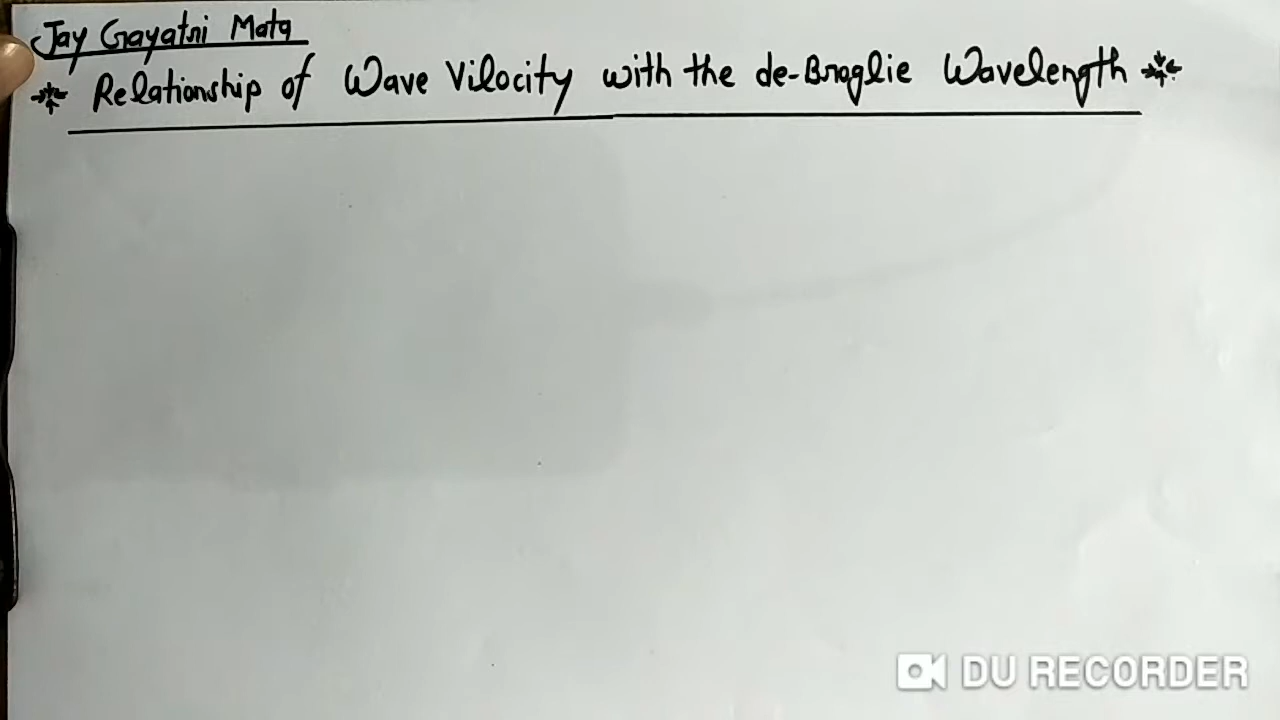 Jay Gayatri Mata
* Relationship of Wave Vilocity with the de-Broglie Wavelength *
DU RECORDER